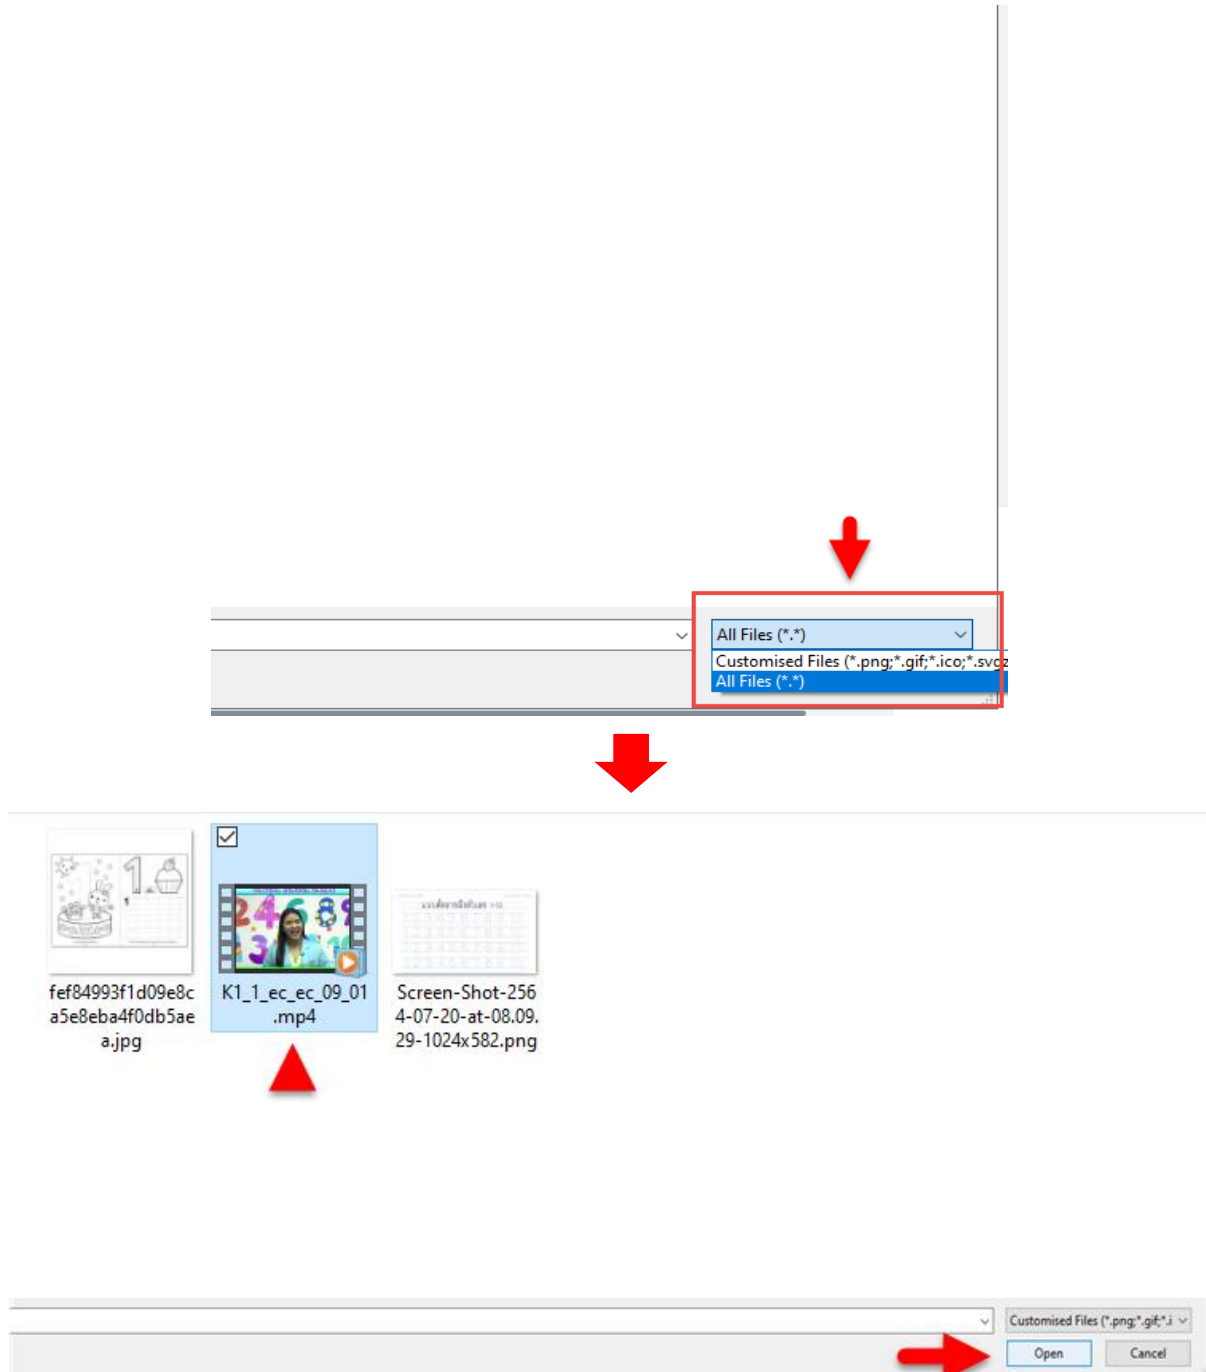 All Files (*.*)
Customised Files (*.png;*.gif;*.ico;*.svgz
All Files (*.*)
fef84993f1d09e8c
a5e8eba4f0db5ae
a.jpg
K1_1_ec_ec_09_01
.mp4
Screen-Shot-256
4-07-20-at-08.09.
29-1024x582.png
Customised Files (*.png;*.gif;*.i
Open
Cancel